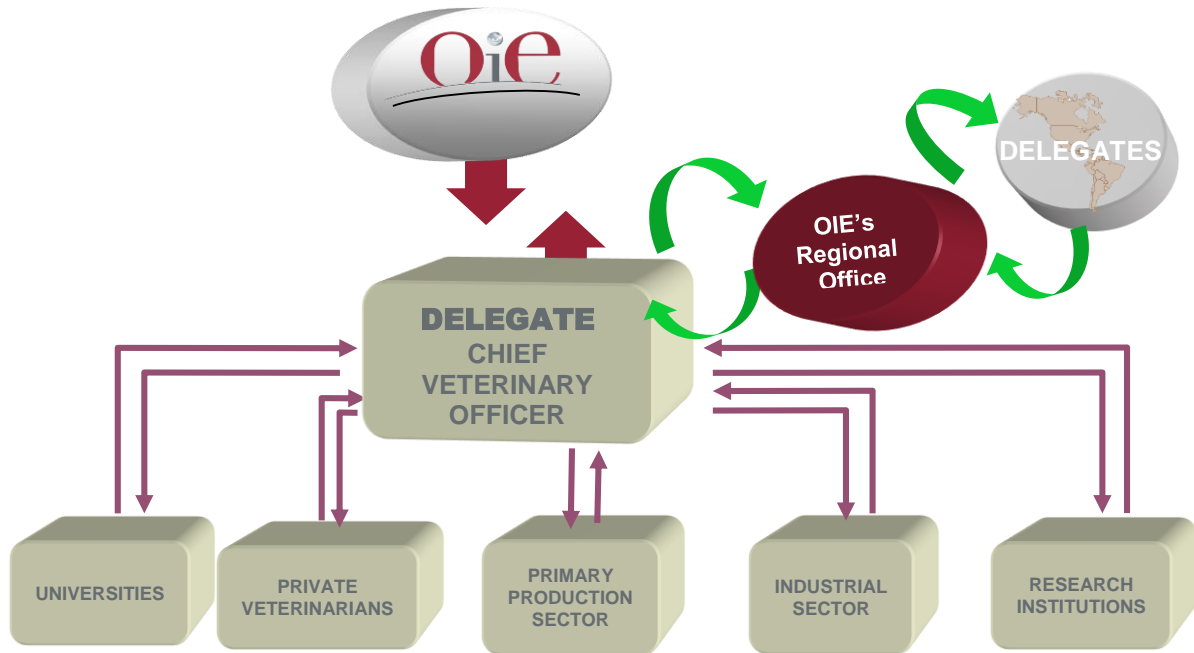 OiE
DELEGATES
OIE's
Regional
Office
DELEGATE
CHIEF
VETERINARY
OFFICER
UNIVERSITIES
PRIVATE
VETERINARIANS
PRIMARY
PRODUCTION
SECTOR
INDUSTRIAL
SECTOR
RESEARCH
INSTITUTIONS